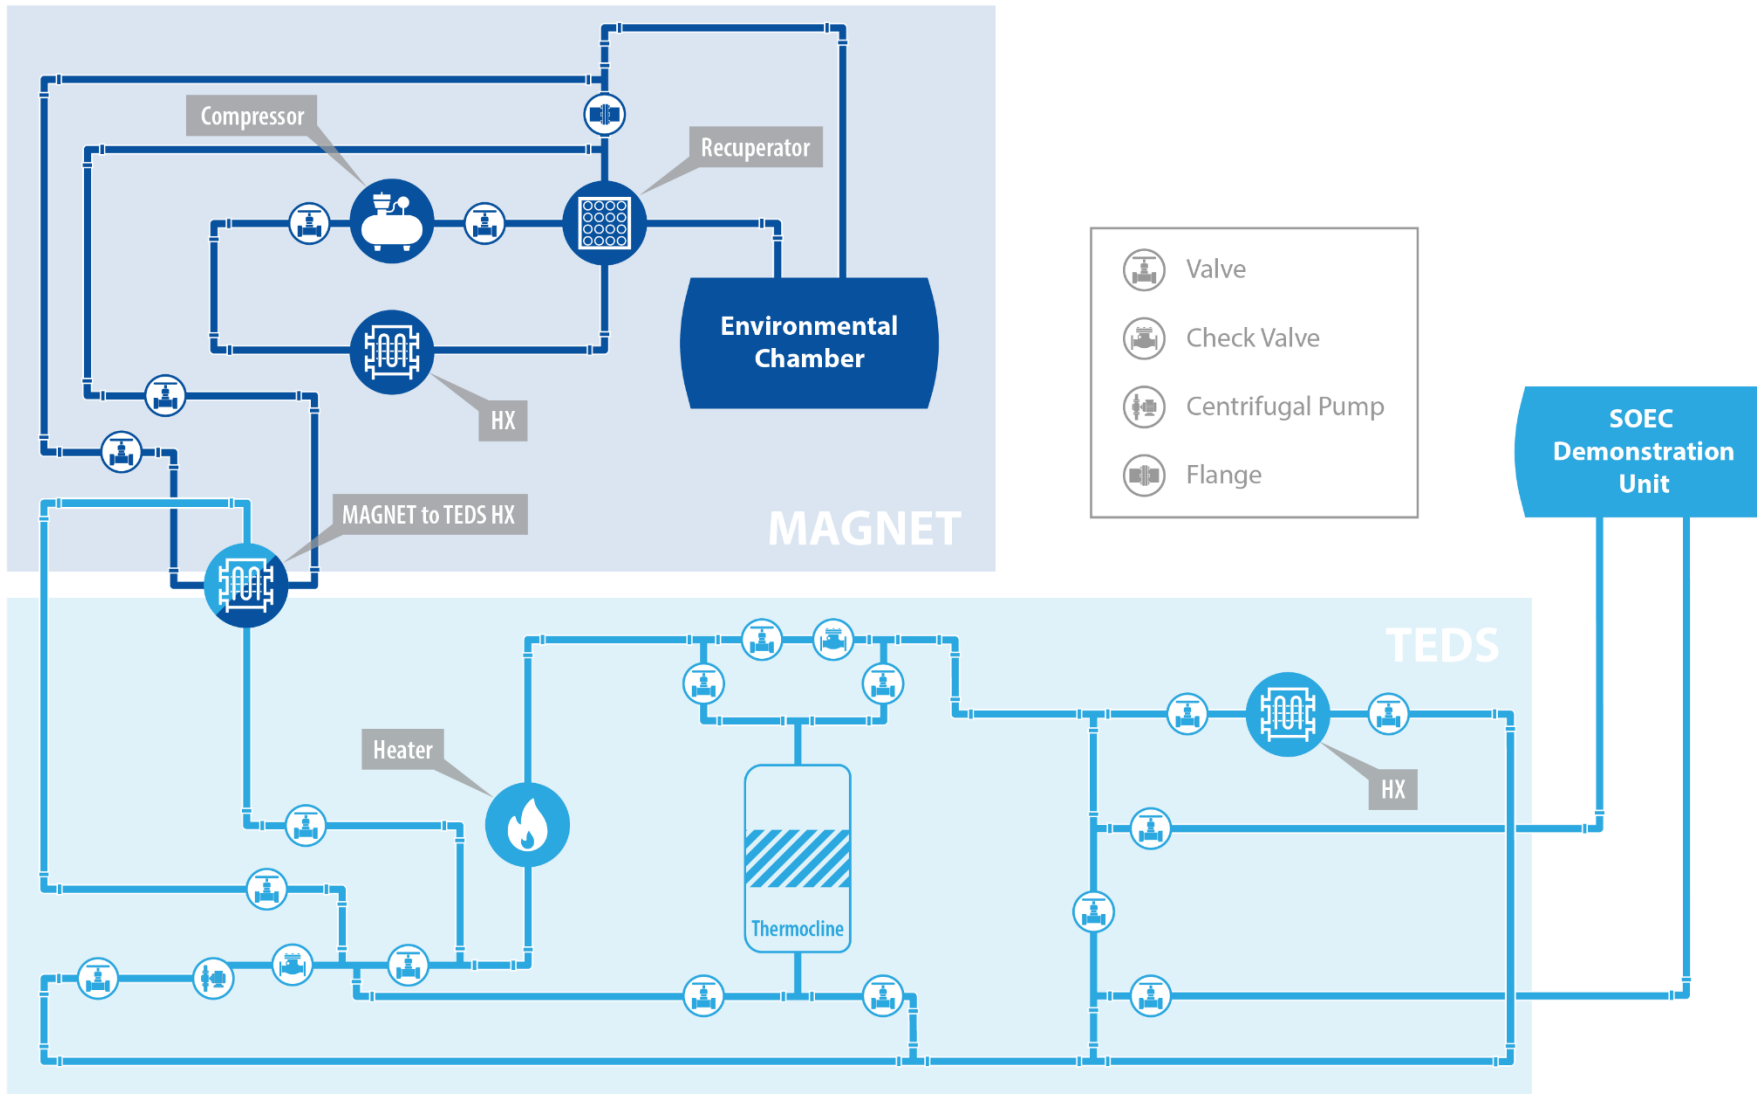 Compressor
Recuperator
Environmental
Chamber
HX
MAGNET to TEDS HX
MAGNET
Valve
Check Valve
Centrifugal Pump
Flange
SOEC
Demonstration
Unit
TEDS
Heater
HX
Thermocline